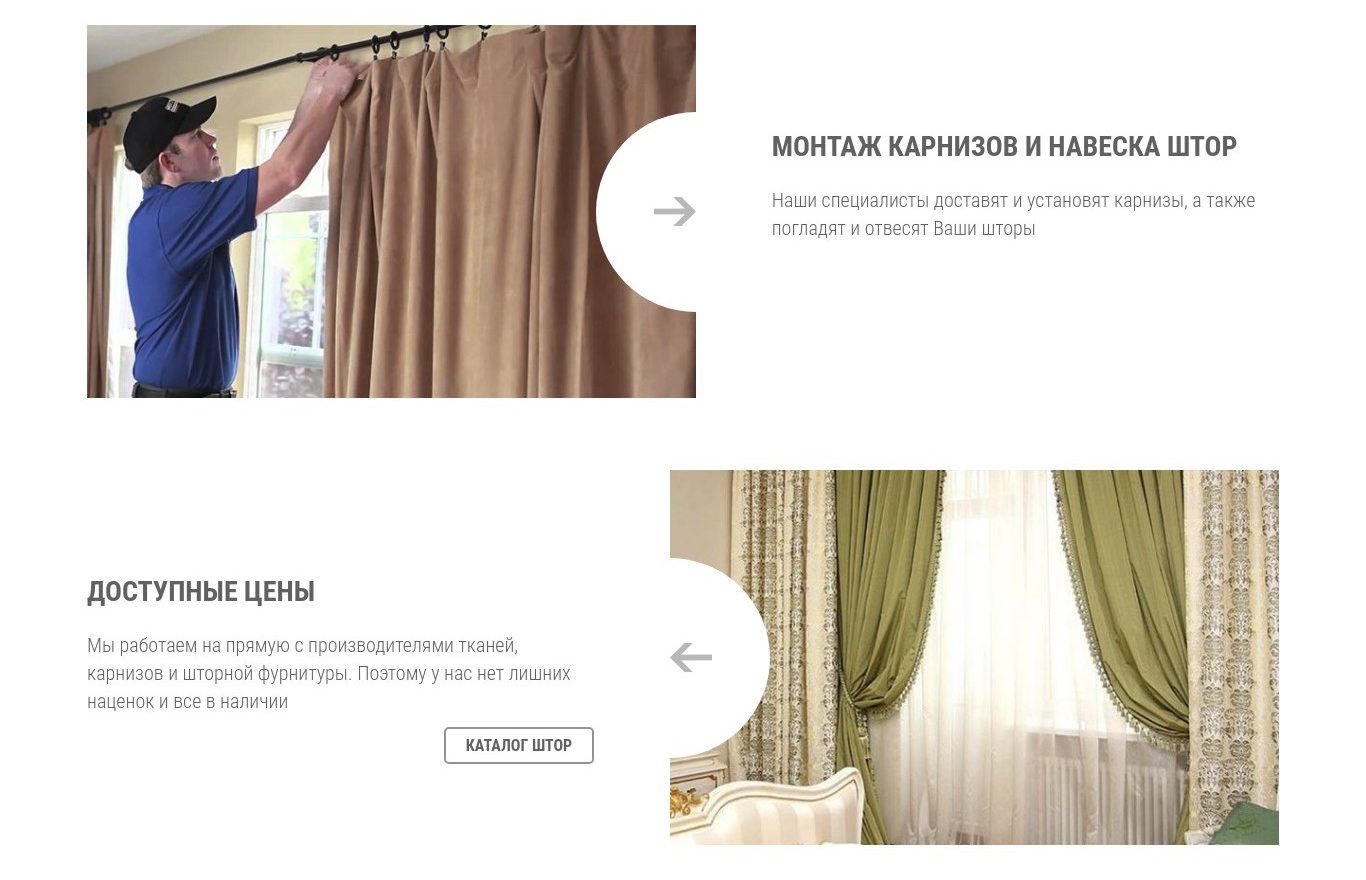 МОНТАЖ КАРНИЗОВ И НАВЕСКА ШТОР
Наши специалисты доставят и установят карнизы, а также
погладят и отвесят Ваши шторы
ДОСТУПНЫЕ ЦЕНЫ
Мы работаем на прямую с производителями тканей,
карнизов и шторной фурнитуры. Поэтому у нас нет лишних
наценок и все в наличии
КАТАЛОГ ШТОР